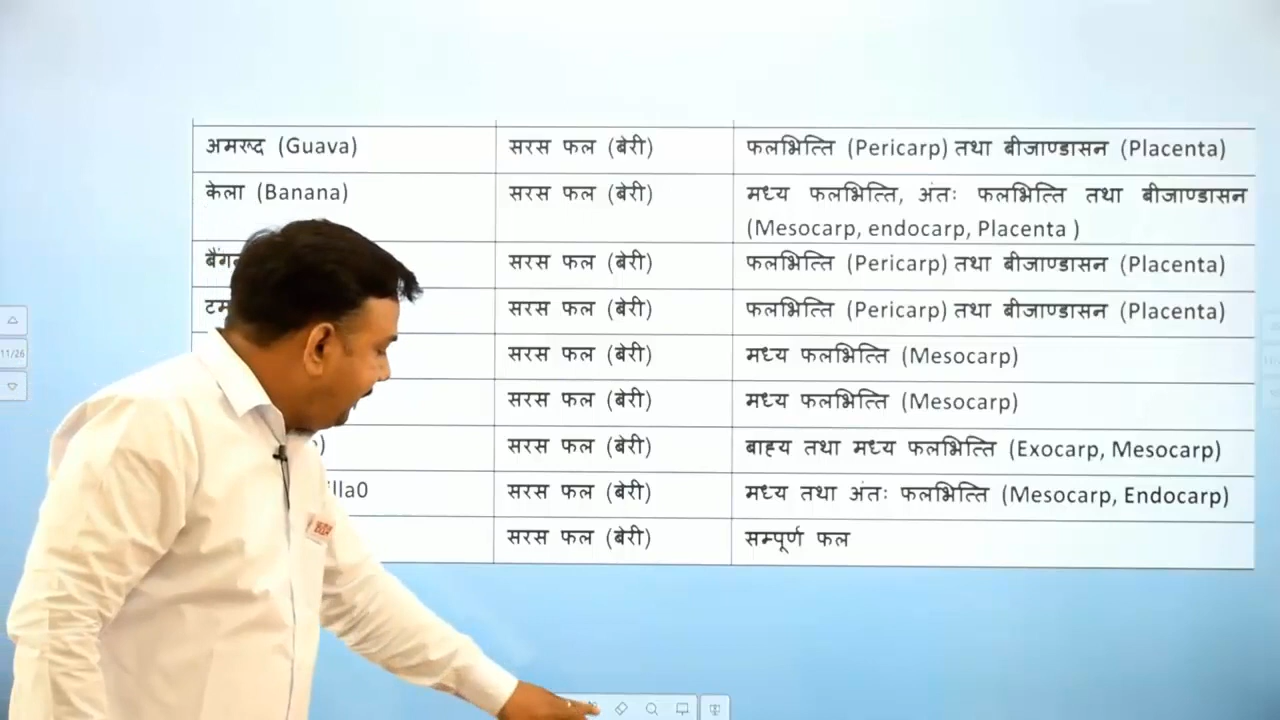 अमरूद (Guava) सरस फल (बेरी) फलभित्ति (Pericarp) तथा बीजाण्डासन (Placenta)
केला (Banana) सरस फल (बेरी) मध्य फलभित्ति, अंतः फलभित्ति तथा बीजाण्डासन
(Mesocarp, endocarp, Placenta )
सरस फल (बेरी) फलभित्ति (Pericarp) तथा बीजाण्डासन (Placenta)
सरस फल (बेरी) फलभित्ति (Pericarp) तथा बीजाण्डासन (Placenta)
सरस फल (बेरी) मध्य फलभित्ति (Mesocarp)
सरस फल (बेरी) मध्य फलभित्ति (Mesocarp)
सरस फल (बेरी) बाह्य तथा मध्य फलभित्ति (Exocarp, Mesocarp)
सरस फल (बेरी) मध्य तथा अंतः फलभित्ति (Mesocarp, Endocarp)
सरस फल (बेरी) सम्पूर्ण फल
11/26